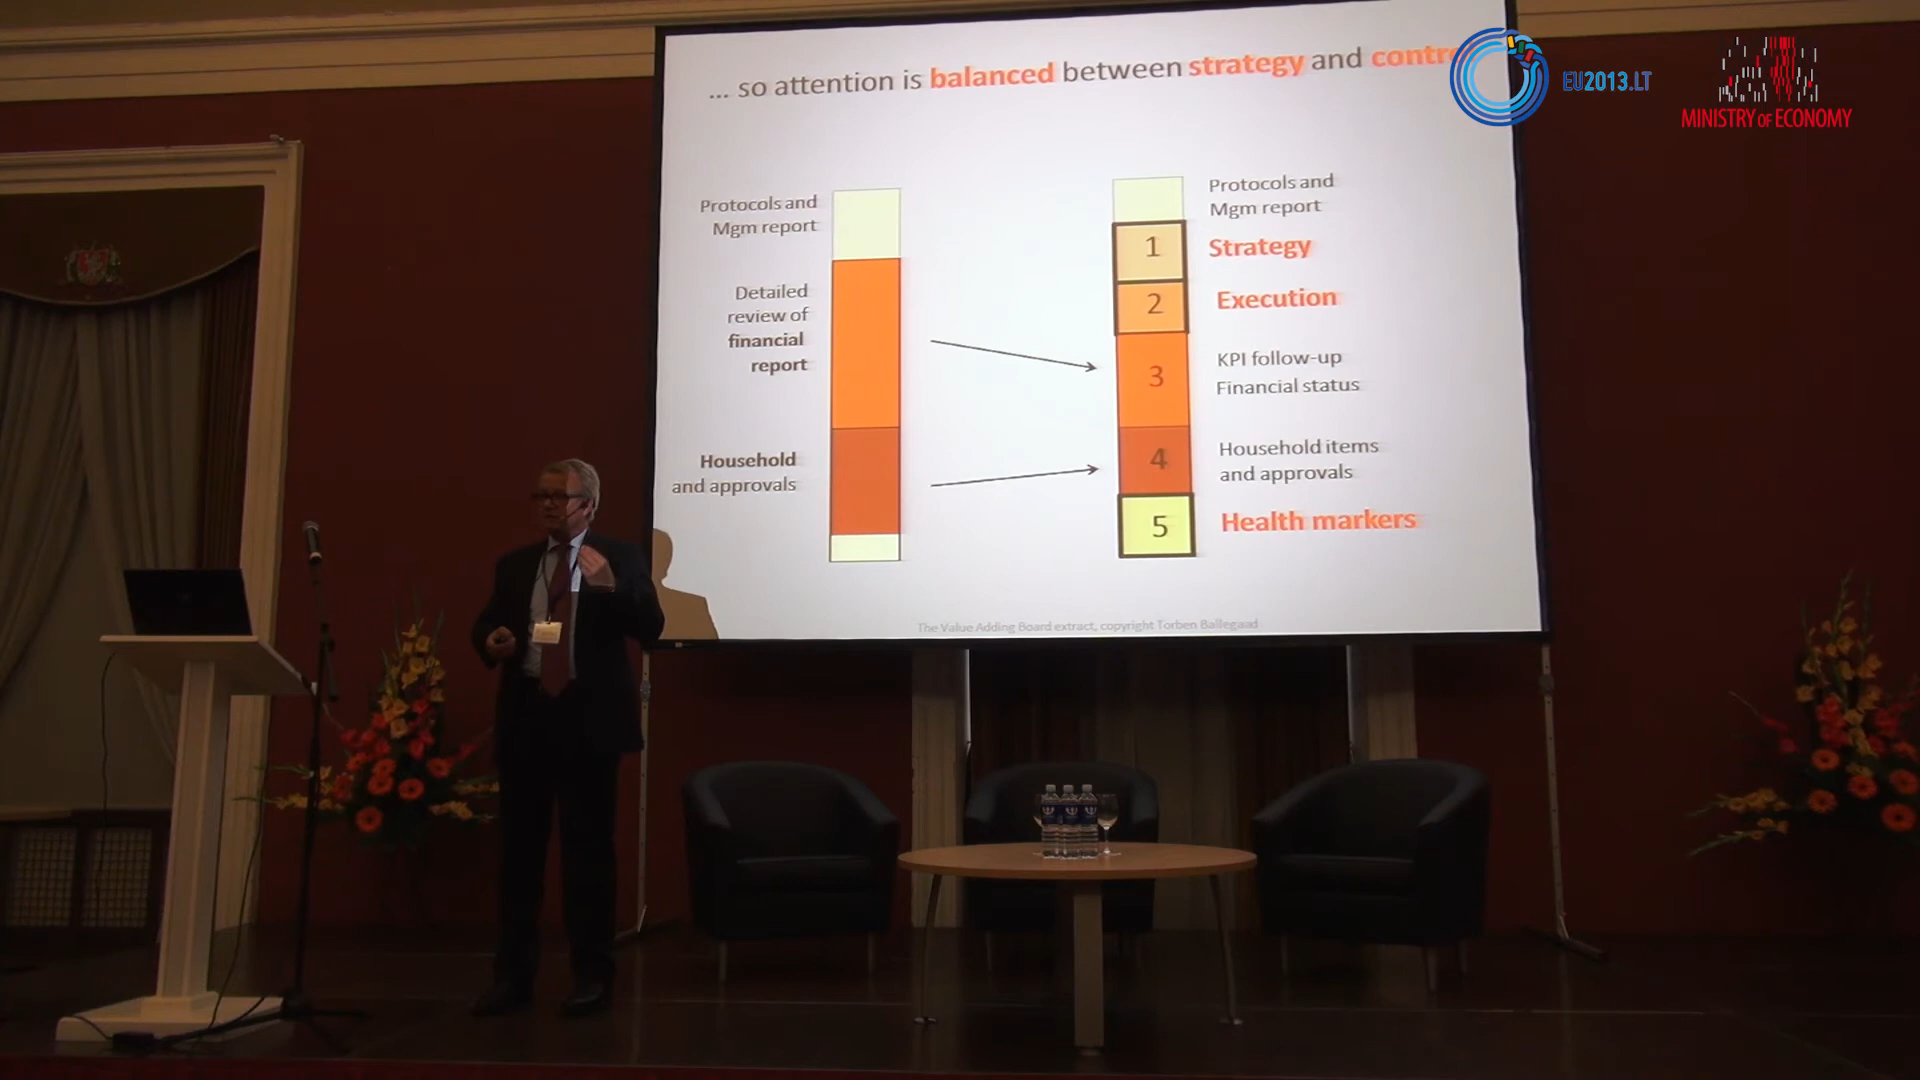 ... so attention is balanced between strategy and contr
EU2013.LT
MINISTRY OF ECONOMY
Protocols and
Mgm report
Detailed
review of
financial
report
Household
and approvals
Protocols and
Mgm report
1
Strategy
2
Execution
3
KPI follow-up
Financial status
4
Household items
and approvals
5
Health markers
The Value Adding Board extract, copyright Torben Ballegaad